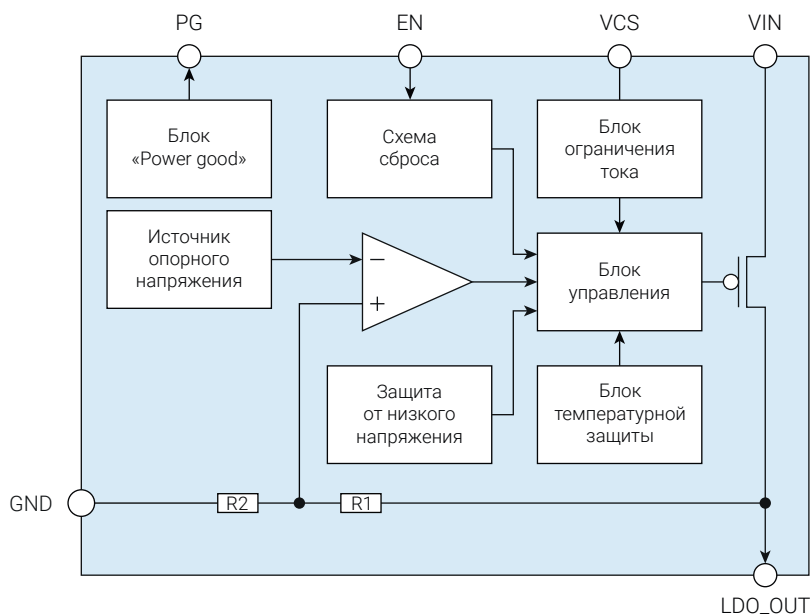 PG
EN
VCS
VIN
Блок
«Power good»
Схема
сброса
Блок
ограничения
тока
Источник
опорного
напряжения
−
+
Блок
управления
Защита
от низкого
напряжения
Блок
температурной
защиты
GND
R2
R1
LDO_OUT